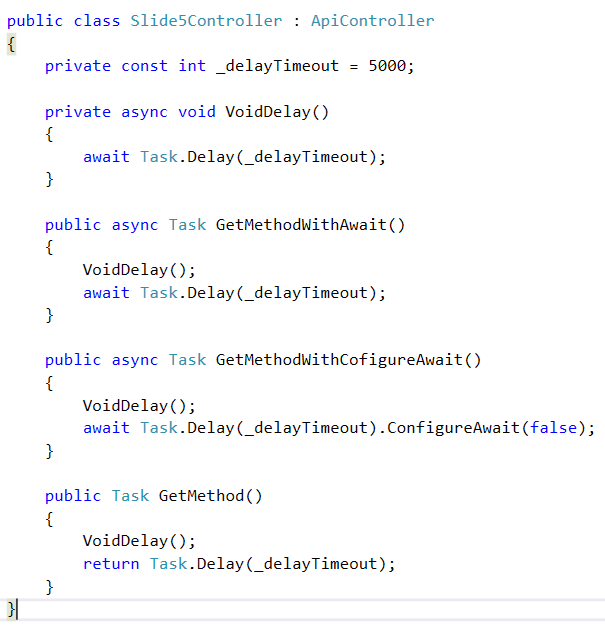 public class Slide5Controller : ApiController
{
    private const int _delayTimeout = 5000;

    private async void VoidDelay()
    {
        await Task.Delay(_delayTimeout);
    }

    public async Task GetMethodWithAwait()
    {
        VoidDelay();
        await Task.Delay(_delayTimeout);
    }

    public async Task GetMethodWithCofigureAwait()
    {
        VoidDelay();
        await Task.Delay(_delayTimeout).ConfigureAwait(false);
    }

    public Task GetMethod()
    {
        VoidDelay();
        return Task.Delay(_delayTimeout);
    }
}